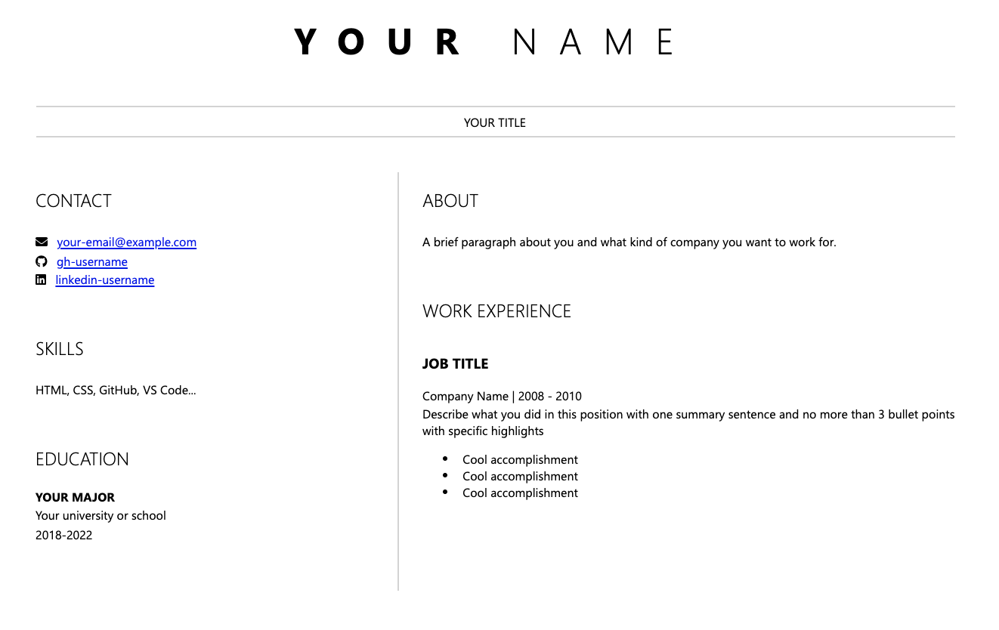 YOUR NAME
YOUR TITLE
CONTACT
your-email@example.com
gh-username
linkedin-username
SKILLS
HTML, CSS, GitHub, VS Code...
EDUCATION
YOUR MAJOR
Your university or school
2018-2022
ABOUT
A brief paragraph about you and what kind of company you want to work for.
WORK EXPERIENCE
JOB TITLE
Company Name | 2008 - 2010
Describe what you did in this position with one summary sentence and no more than 3 bullet points
with specific highlights
• Cool accomplishment
• Cool accomplishment
• Cool accomplishment